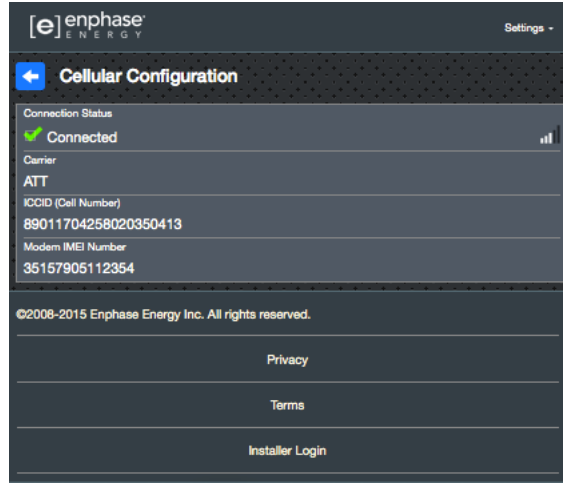 [e] enphase
ENERGY
Settings
Cellular Configuration
Connection Status
Connected
Carrier
ATT
ICCID (Cell Number)
89011704258020350413
Modem IMEI Number
35157905112354
©2008-2015 Enphase Energy Inc. All rights reserved.
Privacy
Terms
Installer Login